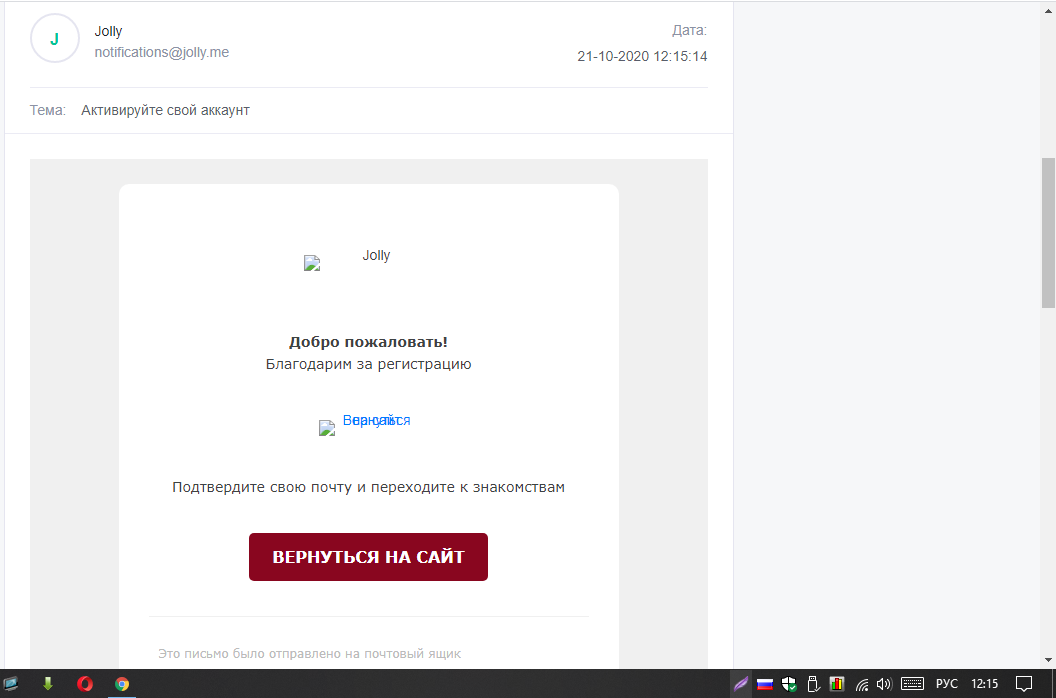 J
Jolly
notifications@jolly.me
Дата:
21-10-2020 12:15:14
Тема: Активируйте свой аккаунт
Jolly
Добро пожаловать!
Благодарим за регистрацию
Вернуться
на сайт
Подтвердите свою почту и переходите к знакомствам
ВЕРНУТЬСЯ НА САЙТ
Это письмо было отправлено на почтовый ящик
РУС 12:15